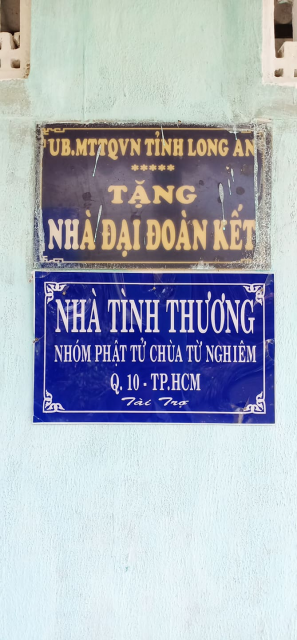 UB.MTTQVN TỈNH LONG AN
*****
TẶNG
NHÀ ĐẠI ĐOÀN KẾT
NHÀ TÌNH THƯƠNG
NHÓM PHẬT TỬ CHÙA TỪ NGHIÊM
Q. 10 - TP.HCM
Tài Trợ